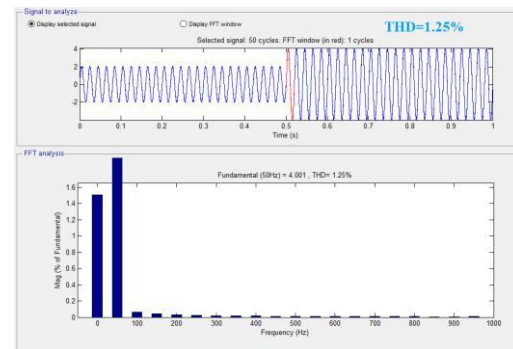 Signal to analyze
Display selected signal Display FFT window
THD=1.25%
Selected signal: 50 cycles. FFT window (in red): 1 cycles
4
2
0
-2
0 0.1 0.2 0.3 0.4 0.5 0.6 0.7 0.8 0.9 1
Time (s)
FFT analysis
Fundamental (50Hz) = 4.001 , THD= 1.25%
1.6
1.4
1.2
1
0.8
0.6
0.4
0.2
0
Mag (% of Fundamental)
0 100 200 300 400 500 600 700 800 900 1000
Frequency (Hz)